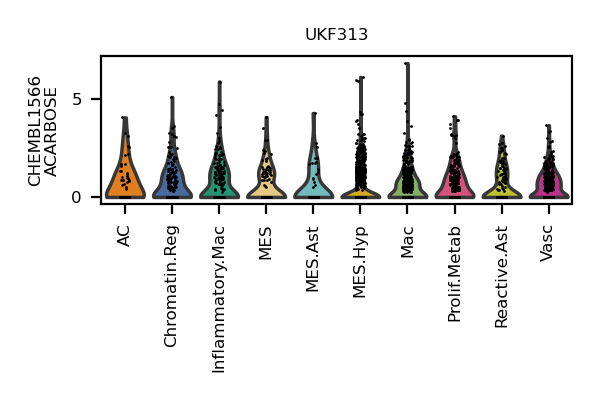 UKF313
CHEMBL1566
ACARBOSE
5
0
AC
Chromatin.Reg
Inflammatory.Mac
MES
MES.Ast
MES.Hyp
Mac
Prolif.Metab
Reactive.Ast
Vasc